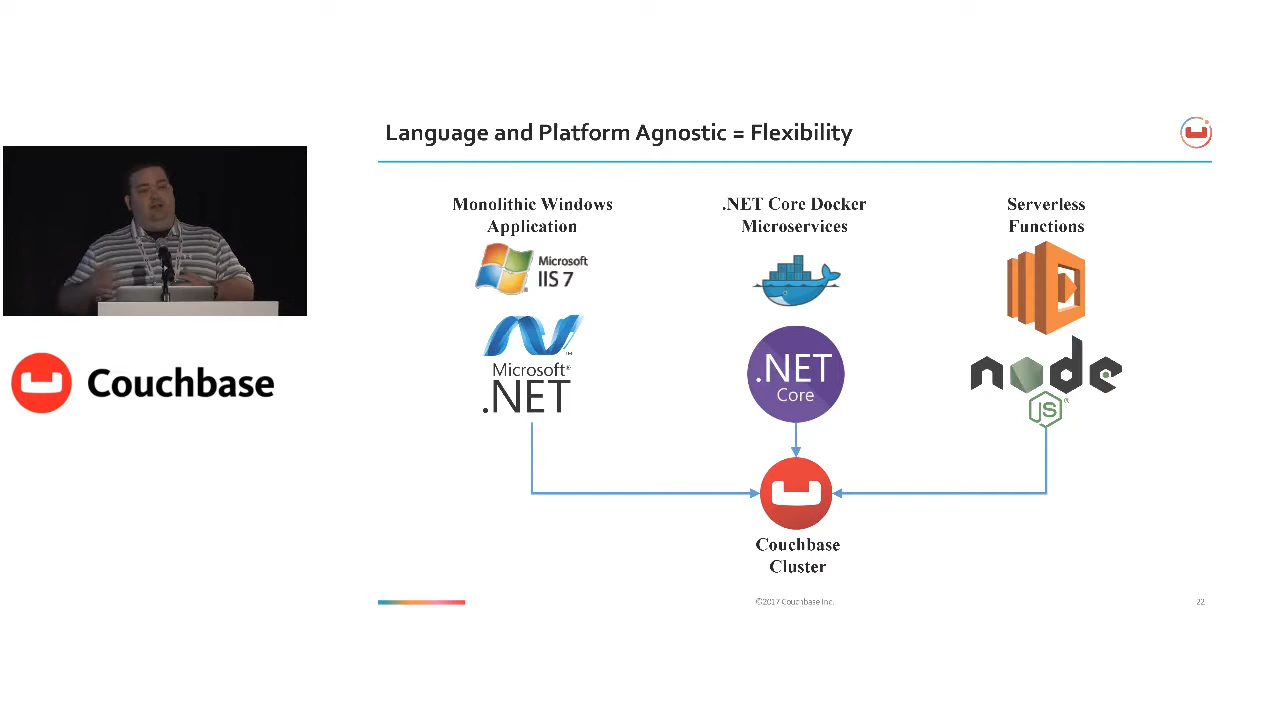 Language and Platform Agnostic = Flexibility
Monolithic Windows
Application
Microsoft
IIS 7
Microsoft®
.NET
.NET Core Docker
Microservices
.NET
Core
Serverless
Functions
node
JS®
Couchbase
Couchbase
Cluster
©2017 Couchbase Inc.
22